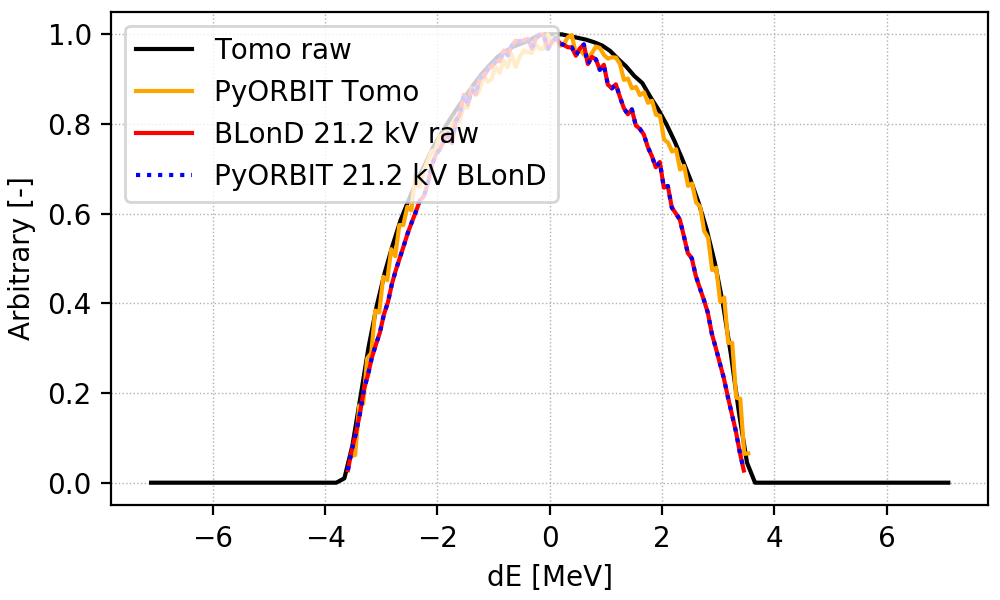 Tomo raw
PyORBIT Tomo
BLonD 21.2 kV raw
PyORBIT 21.2 kV BLonD
1.0
0.8
0.6
0.4
0.2
0.0
Arbitrary [-]
−6 −4 −2 0 2 4 6
dE [MeV]